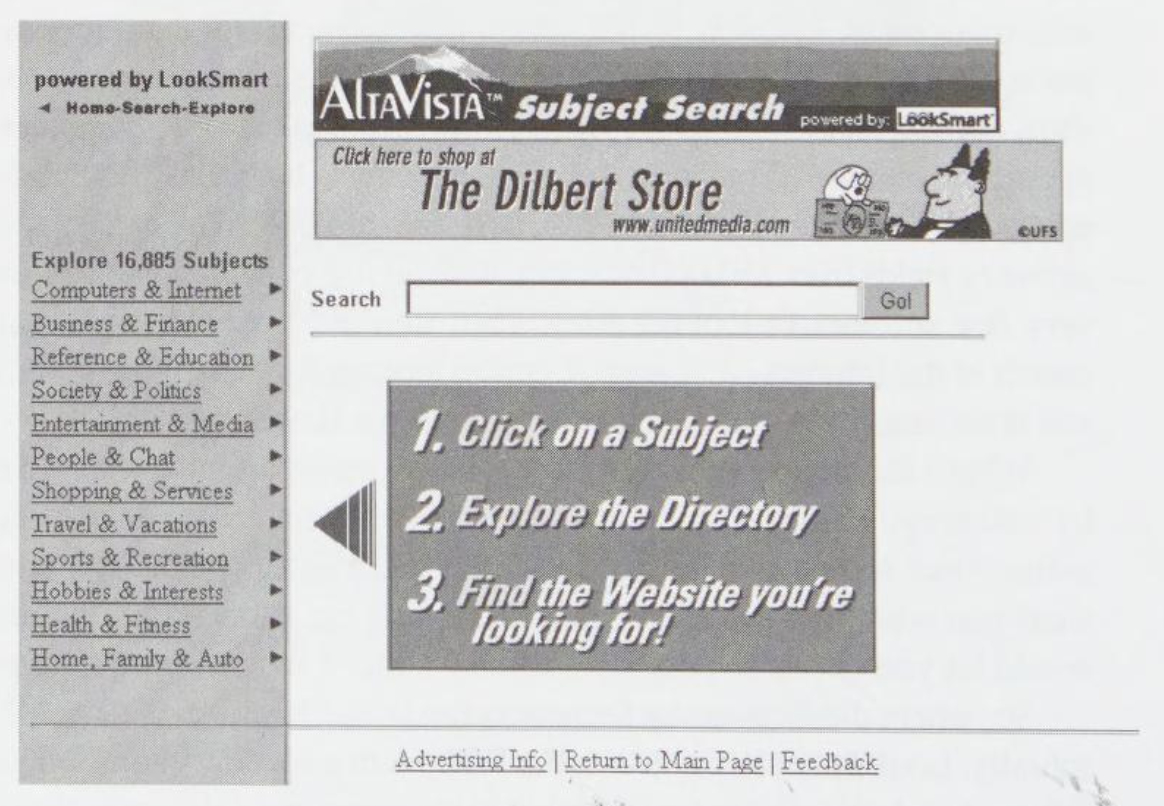 powered by LookSmart
◄ Home-Search-Explore
Explore 16,885 Subjects
Computers & Internet ►
Business & Finance ►
Reference & Education ►
Society & Politics ►
Entertainment & Media ►
People & Chat ►
Shopping & Services ►
Travel & Vacations ►
Sports & Recreation ►
Hobbies & Interests ►
Health & Fitness ►
Home, Family & Auto ►
ALTAVISTA™ Subject Search powered by: LookSmart
Click here to shop at
The Dilbert Store
www.unitedmedia.com
©UFS
Search Go!
1. Click on a Subject
2. Explore the Directory
3. Find the Website you're
looking for!
Advertising Info | Return to Main Page | Feedback